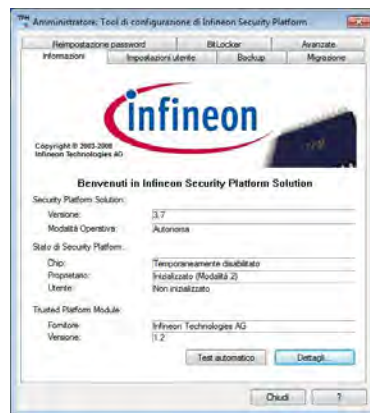 Amministratore: Tool di configurazione di Infineon Security Platform
Reimpostazione password
BitLocker
Avanzate
Informazioni
Impostazioni utente
Backup
Migrazione
infineon
Copyright © 2003-2008
Infineon Technologies AG
Benvenuti in Infineon Security Platform Solution
Security Platform Solution:
Versione: 3.7
Modalità Operativa: Autonoma
Stato di Security Platform:
Chip: Temporaneamente disabilitato
Proprietario: Inizializzato (Modalità 2)
Utente: Non inizializzato
Trusted Platform Module:
Fornitore: Infineon Technologies AG
Versione: 1.2
Test automatico
Dettagli...
Chiudi
?